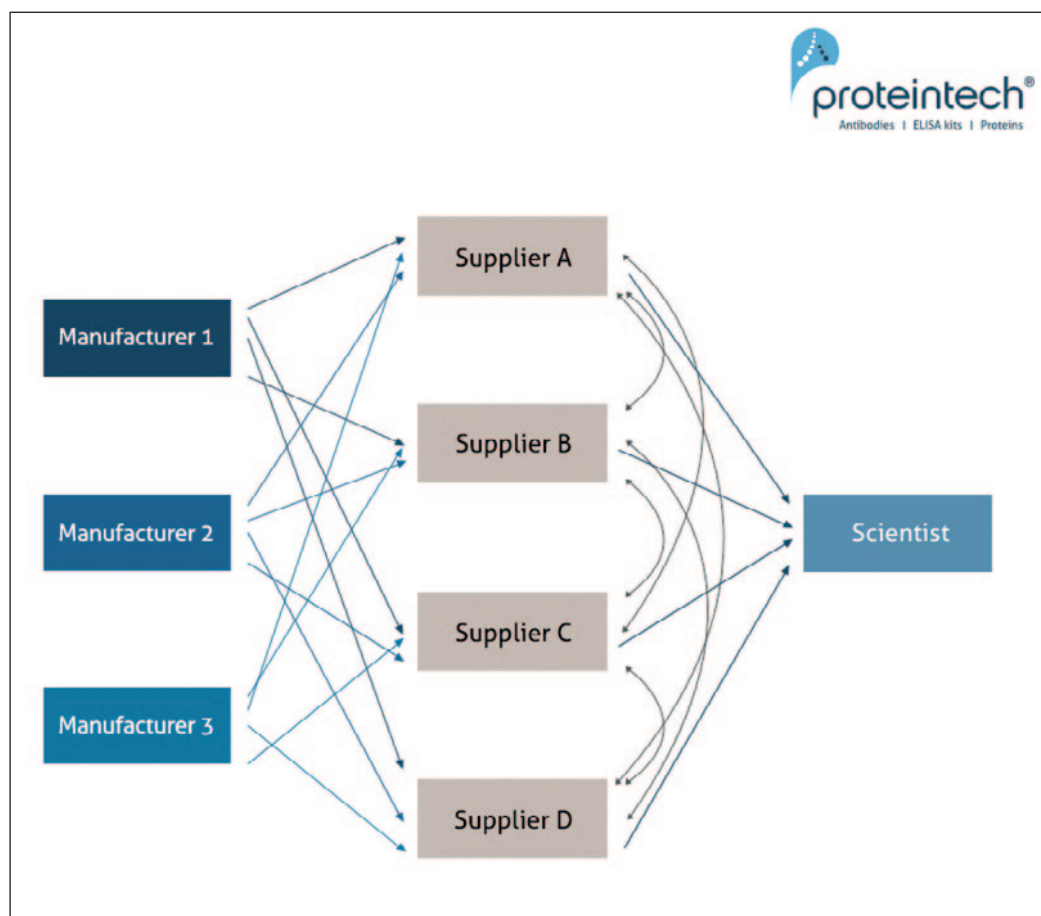 proteintech®
Antibodies | ELISA kits | Proteins
Supplier A
Manufacturer 1
Supplier B
Manufacturer 2
Scientist
Supplier C
Manufacturer 3
Supplier D